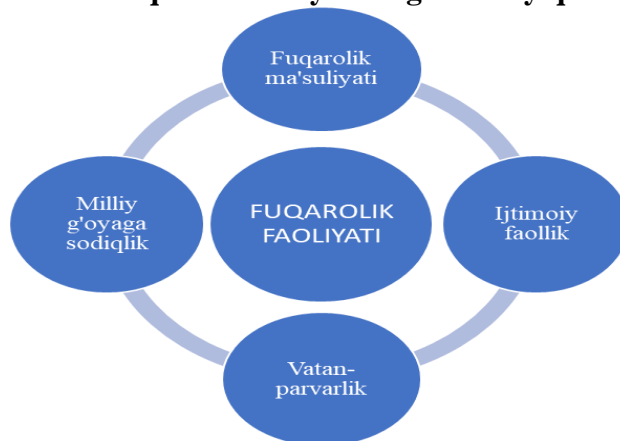 Fuqarolik
ma'suliyati
Milliy
g'oyaga
sodiqlik
FUQAROLIK
FAOLIYATI
Ijtimoiy
faollik
Vatan-
parvarlik